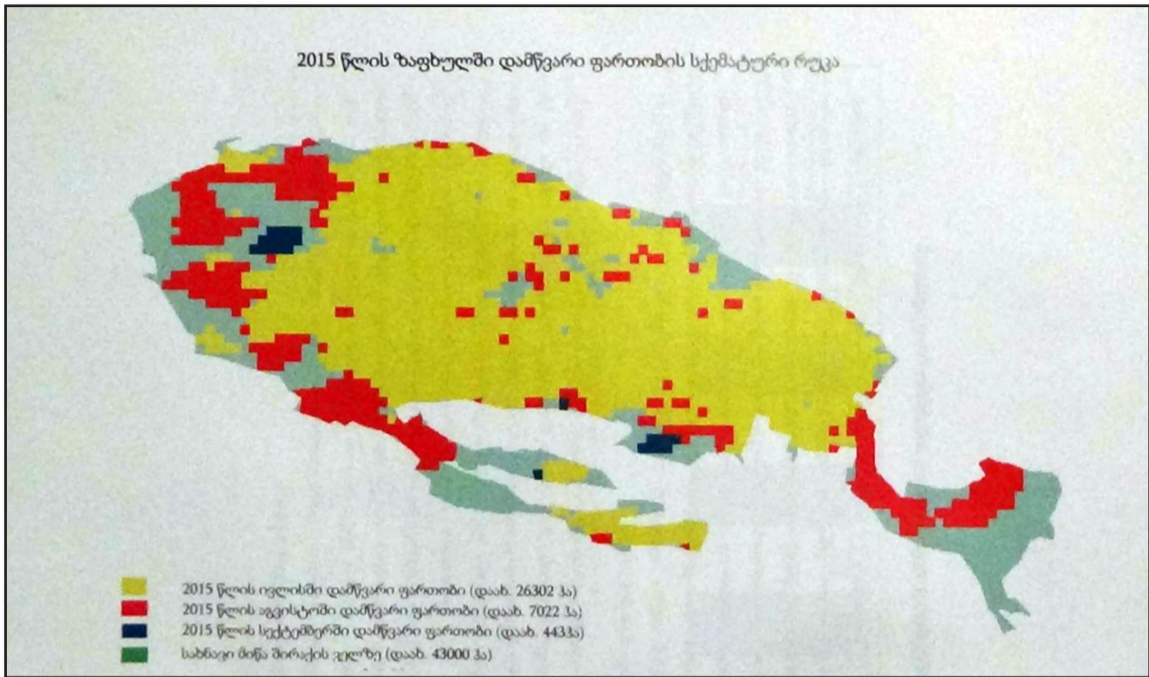 2015 წლის ზაფხულში დამწვარი ფართობის სქემატური რუკა
2015 წლის ივლისში დამწვარი ფართობი (დაახ. 26302 ჰა)
2015 წლის აგვისტოში დამწვარი ფართობი (დაახ. 7022 ჰა)
2015 წლის სექტემბერში დამწვარი ფართობი (დაახ. 443ჰა)
სახნავი მიწა შირაქის ველზე (დაახ. 43000 ჰა)